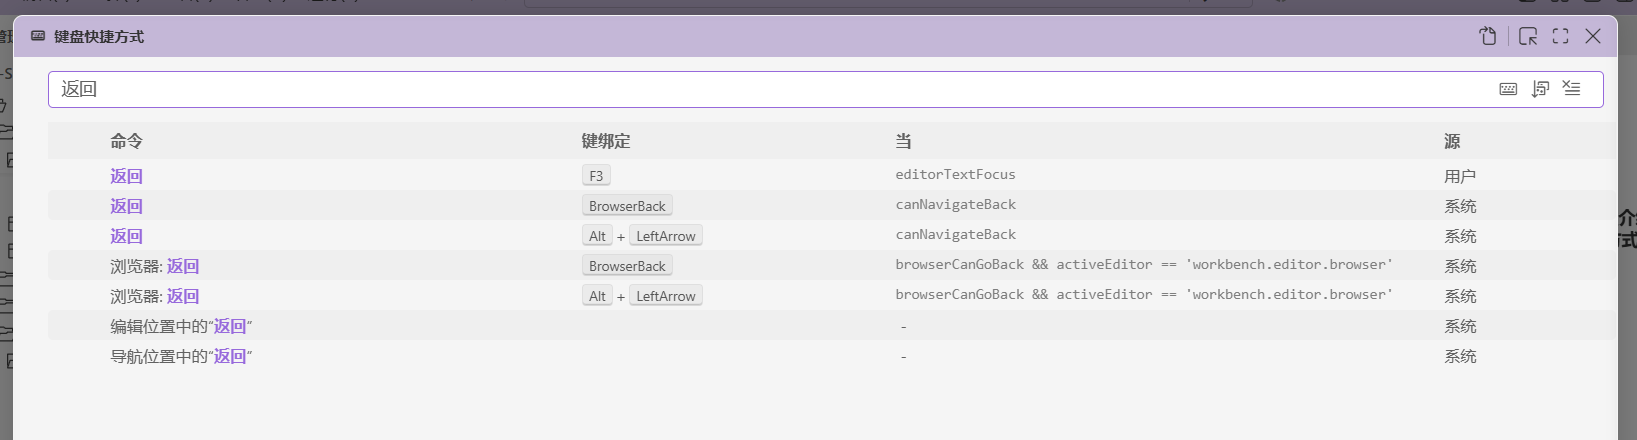 键盘快捷方式
返回
命令 键绑定 当 源
返回 F3 editorTextFocus 用户
返回 BrowserBack canNavigateBack 系统
返回 Alt + LeftArrow canNavigateBack 系统
浏览器: 返回 BrowserBack browserCanGoBack && activeEditor == 'workbench.editor.browser' 系统
浏览器: 返回 Alt + LeftArrow browserCanGoBack && activeEditor == 'workbench.editor.browser' 系统
编辑位置中的“返回” - 系统
导航位置中的“返回” - 系统